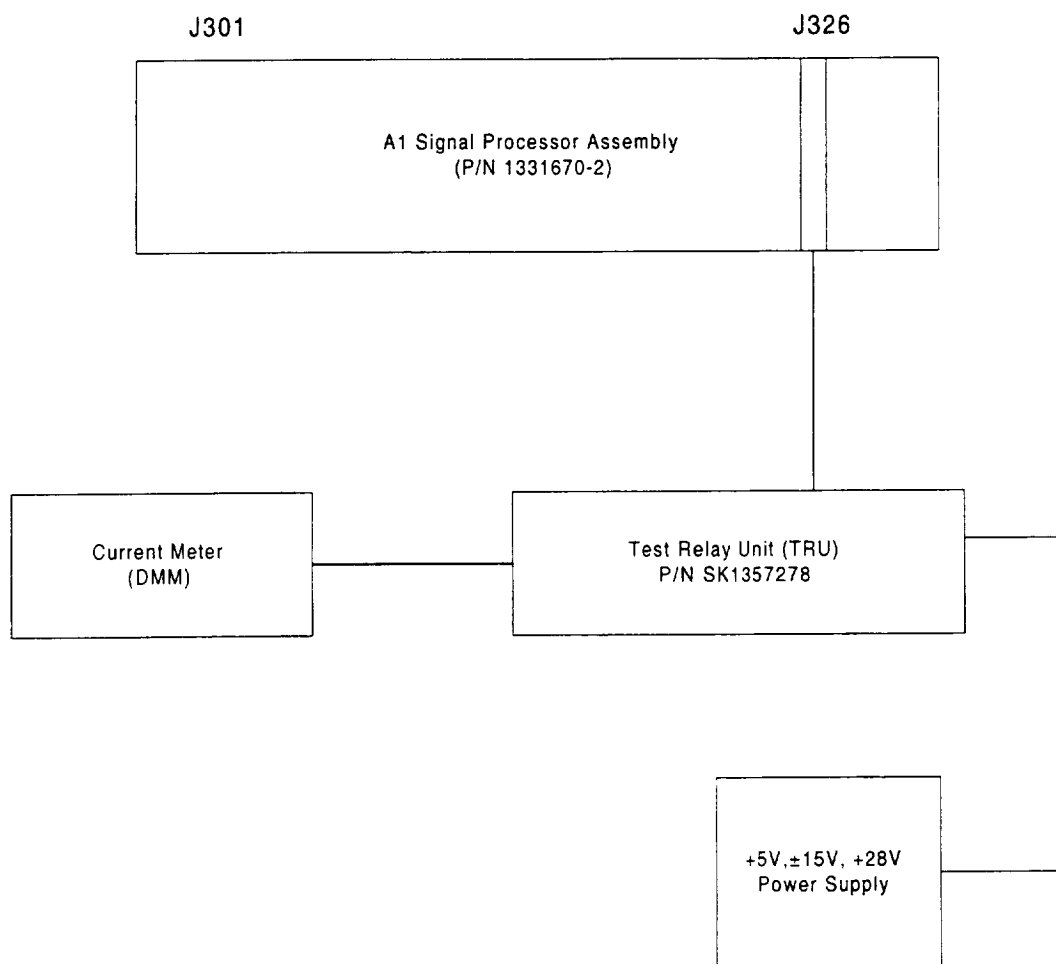 J301
J326
A1 Signal Processor Assembly
(P/N 1331670-2)
Current Meter
(DMM)
Test Relay Unit (TRU)
P/N SK1357278
+5V,±15V, +28V
Power Supply